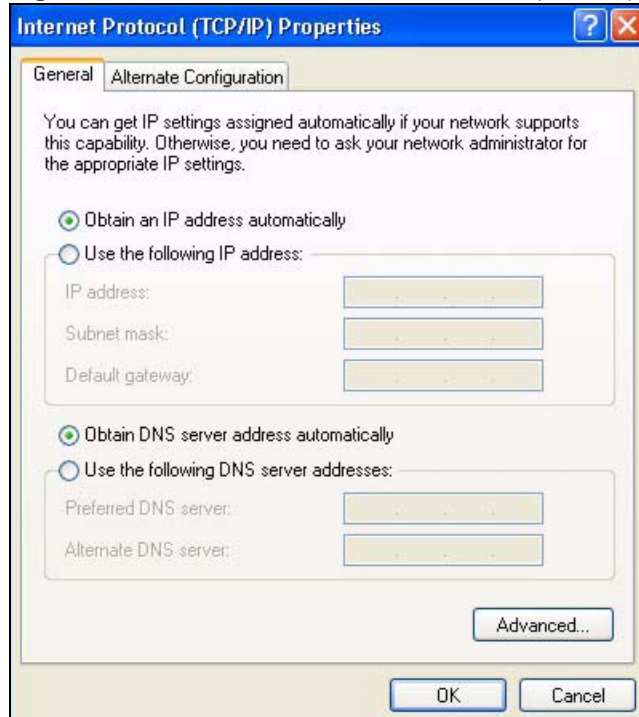 Internet Protocol (TCP/IP) Properties
General
Alternate Configuration
You can get IP settings assigned automatically if your network supports
this capability. Otherwise, you need to ask your network administrator for
the appropriate IP settings.
Obtain an IP address automatically
Use the following IP address:
IP address:
Subnet mask:
Default gateway:
Obtain DNS server address automatically
Use the following DNS server addresses:
Preferred DNS server:
Alternate DNS server:
Advanced...
OK
Cancel